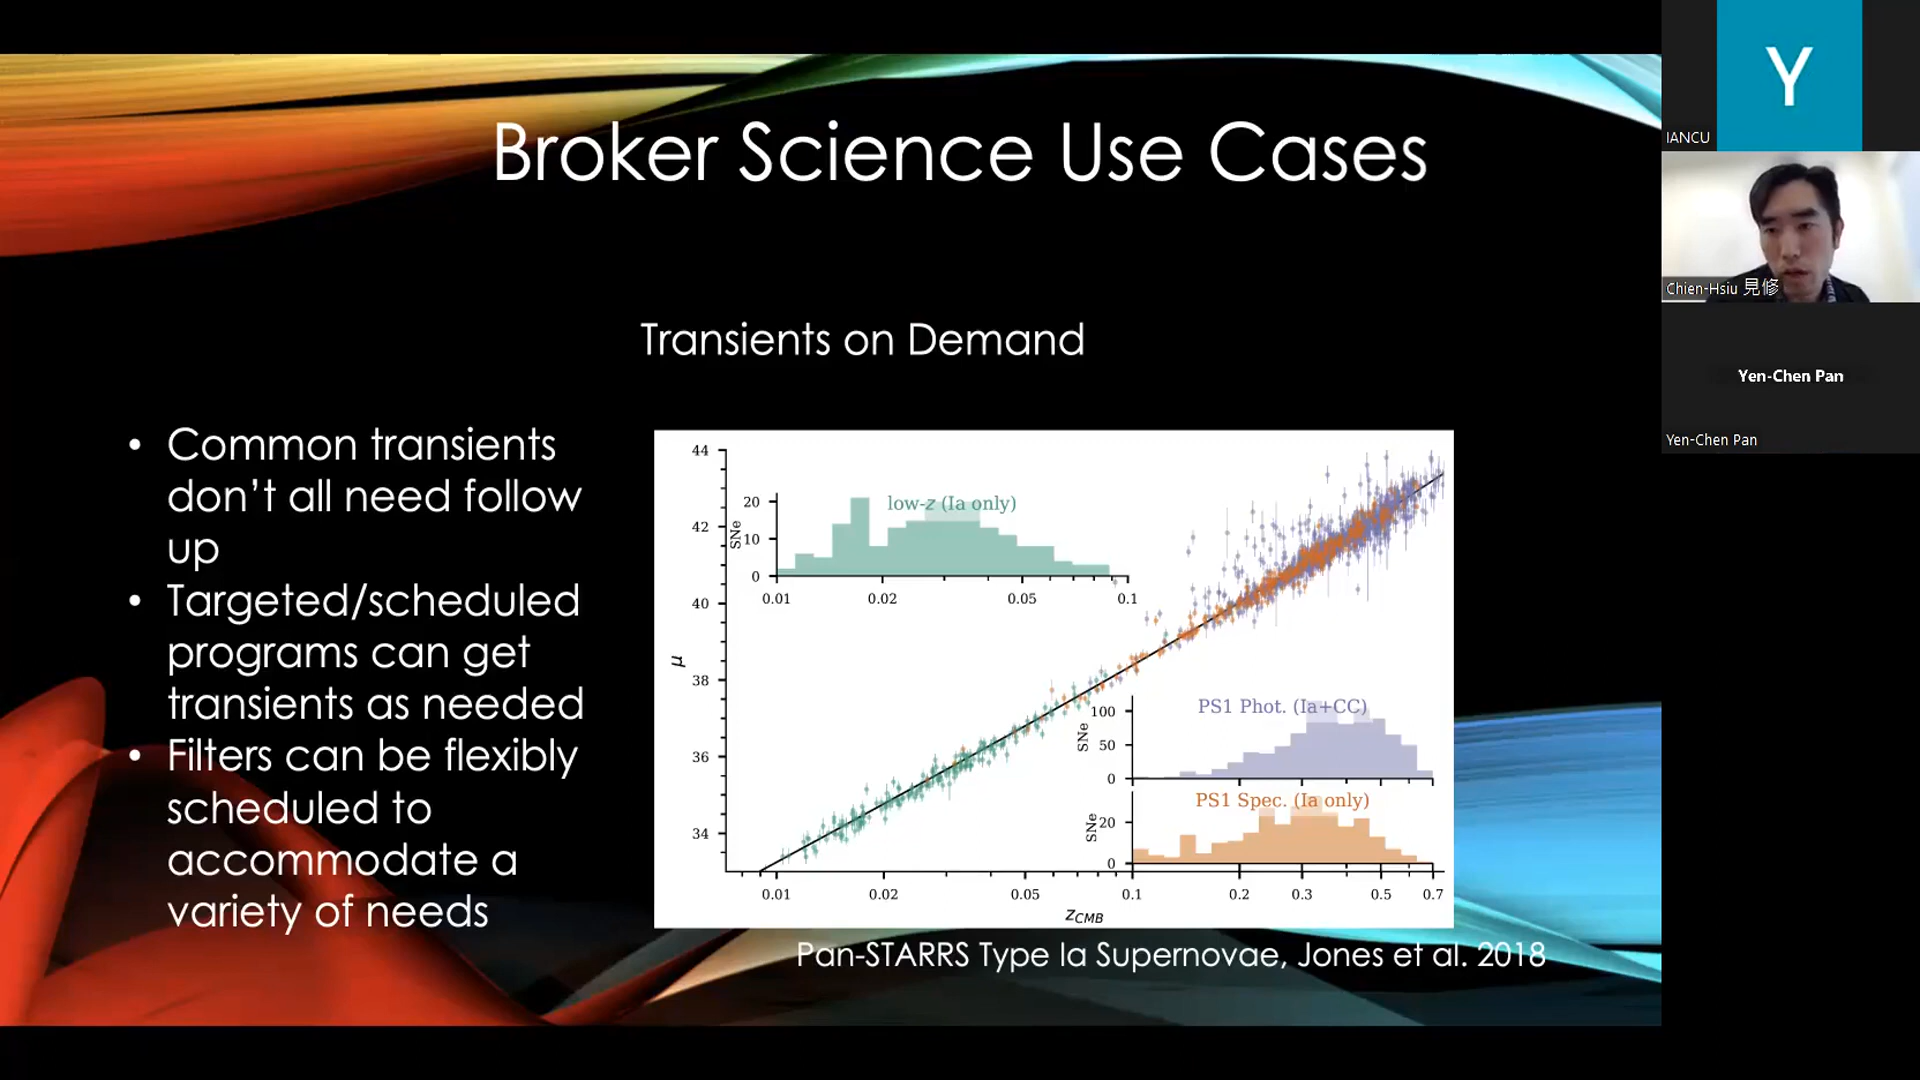 Broker Science Use Cases
Transients on Demand
• Common transients
don’t all need follow
up
• Targeted/scheduled
programs can get
transients as needed
• Filters can be flexibly
scheduled to
accommodate a
variety of needs
44
42
40
38
36
34
μ
20
10
0
SNe
low-z (Ia only)
0.01 0.02 0.05 0.1
PS1 Phot. (Ia+CC)
100
50
0
SNe
PS1 Spec. (Ia only)
20
0
SNe
0.01 0.02 0.05 0.1 0.2 0.3 0.5 0.7
zCMB
Pan-STARRS Type Ia Supernovae, Jones et al. 2018
Y
IANCU
Chien-Hsiu 見修
Yen-Chen Pan
Yen-Chen Pan